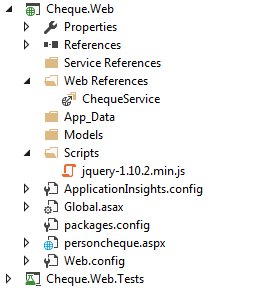 Cheque.Web
Properties
References
Service References
Web References
ChequeService
App_Data
Models
Scripts
jquery-1.10.2.min.js
ApplicationInsights.config
Global.asax
packages.config
personcheque.aspx
Web.config
Cheque.Web.Tests